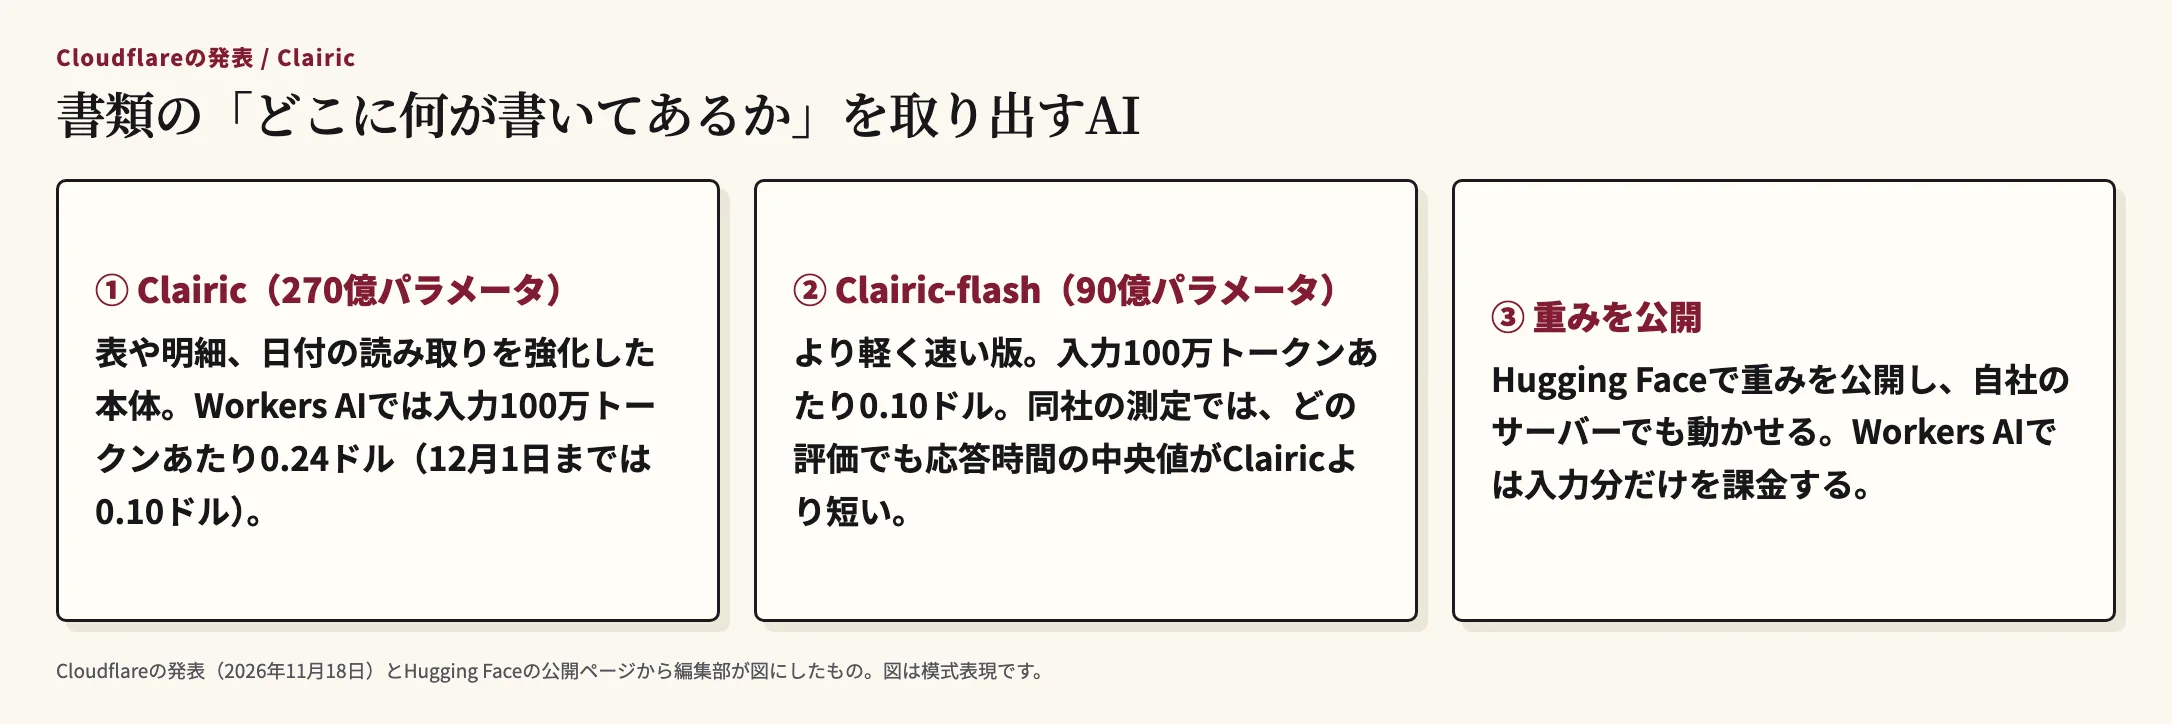 Cloudflareの発表 / Clairic
書類の「どこに何が書いてあるか」を取り出すAI
① Clairic（270億パラメータ）
表や明細、日付の読み取りを強化した
本体。Workers AIでは入力100万トー
クンあたり0.24ドル（12月1日までは
0.10ドル）。
② Clairic-flash（90億パラメータ）
より軽く速い版。入力100万トークンあ
たり0.10ドル。同社の測定では、どの
評価でも応答時間の中央値がClairicよ
り短い。
③ 重みを公開
Hugging Faceで重みを公開し、自社の
サーバーでも動かせる。Workers AIで
は入力分だけを課金する。
Cloudflareの発表（2026年11月18日）とHugging Faceの公開ページから編集部が図にしたもの。図は模式表現です。